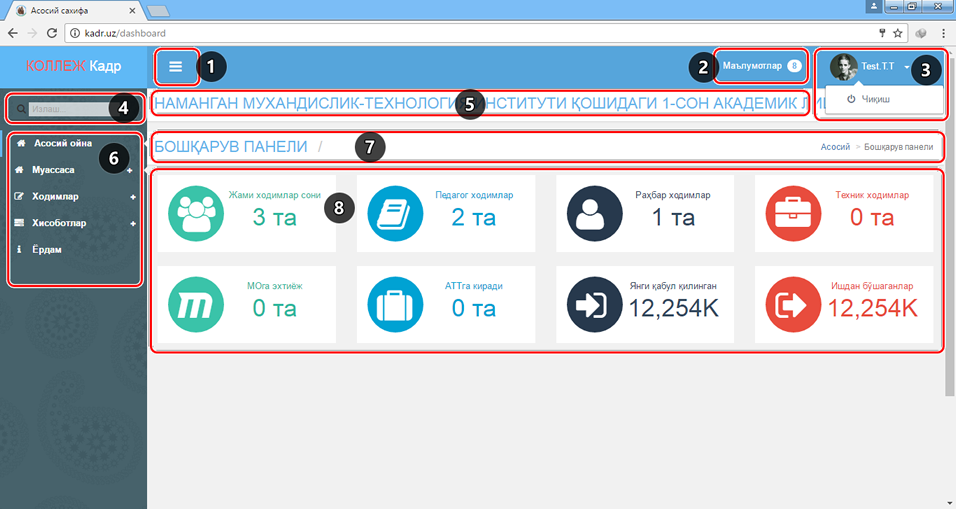 Асосий сахифа
kadr.uz/dashboard
КОЛЛЕЖ Кадр
1
2
Маълумотлар 8
Test.T.T
3
Чиқиш
Излаш...
4
НАМАНГАН МУХАНДИСЛИК-ТЕХНОЛОГИ ИНСТИТУТИ ҚОШИДАГИ 1-СОН АКАДЕМИК
5
Асосий ойна
Муассаса +
Ходимлар +
Хисоботлар +
Ёрдам
6
БОШҚАРУВ ПАНЕЛИ /
7
Асосий > Бошқарув панели
8
Жами ходимлар сони
3 та
Педагог ходимлар
2 та
Раҳбар ходимлар
1 та
Техник ходимлар
0 та
МОга эхтиёж
0 та
АТТга киради
0 та
Янги қабул қилинган
12,254K
Ишдан бўшаганлар
12,254K